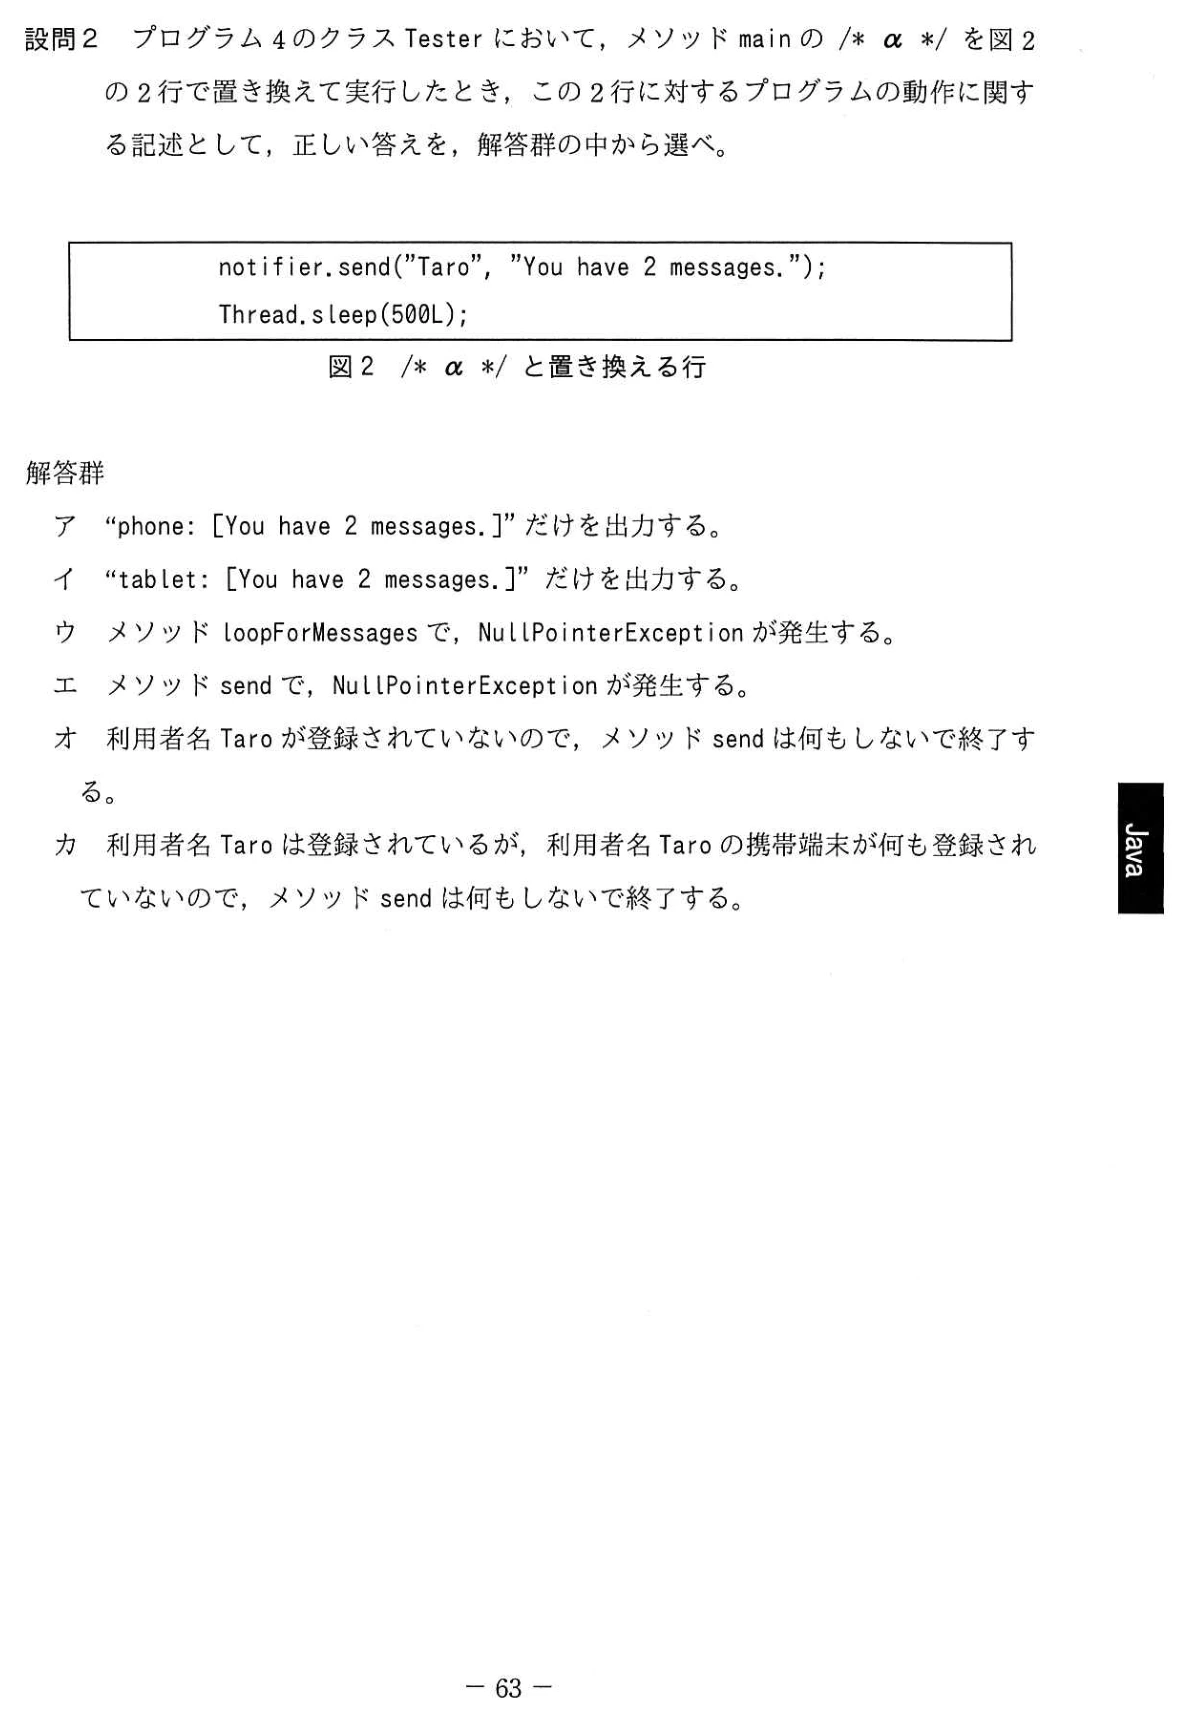 設問2 プログラム4のクラス Tester において，メソッド main の /* α */ を図2
の2行で置き換えて実行したとき，この2行に対するプログラムの動作に関す
る記述として，正しい答えを，解答群の中から選べ。
notifier.send(”Taro”, ”You have 2 messages.”);
Thread.sleep(500L);
図2 /* α */ と置き換える行
解答群
ア “phone: [You have 2 messages.]” だけを出力する。
イ “tablet: [You have 2 messages.]” だけを出力する。
ウ メソッド loopForMessages で，NullPointerException が発生する。
エ メソッド send で，NullPointerException が発生する。
オ 利用者名 Taro が登録されていないので，メソッド send は何もしないで終了す
る。
カ 利用者名 Taro は登録されているが，利用者名 Taro の携帯端末が何も登録され
ていないので，メソッド send は何もしないで終了する。
Java
－ 63 －